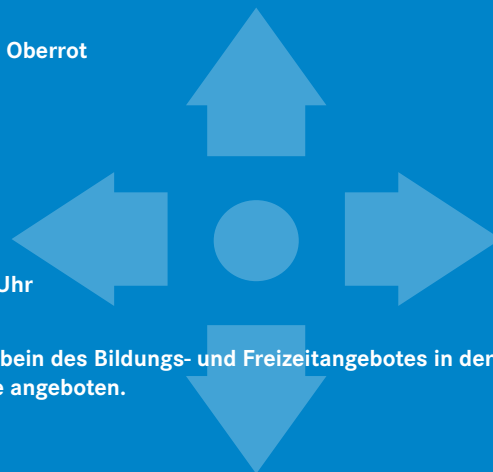 Oberrot
Uhr
bein des Bildungs- und Freizeitangebotes in der
e angeboten.